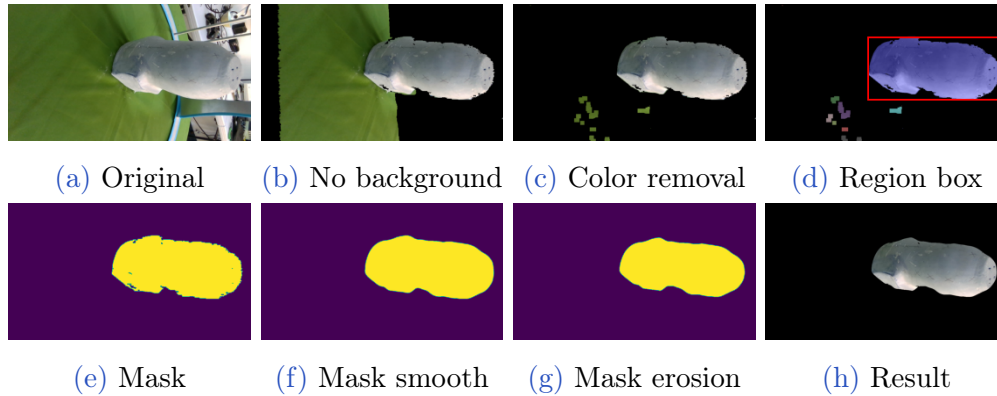 (a) Original
(b) No background
(c) Color removal
(d) Region box
(e) Mask
(f) Mask smooth
(g) Mask erosion
(h) Result